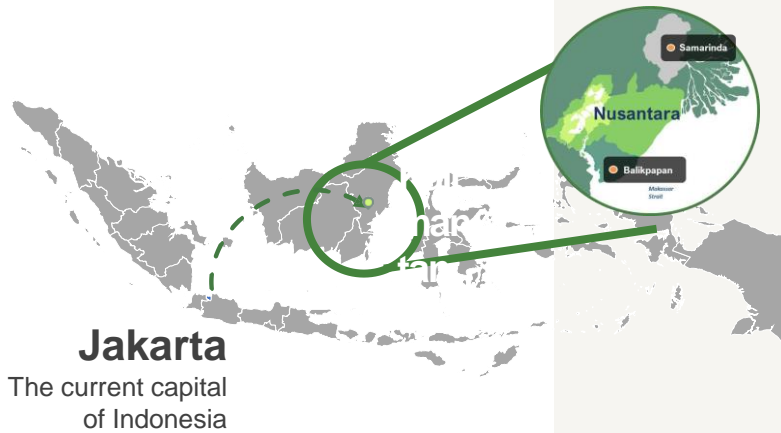 Samarinda
Nusantara
Balikpapan
Makassar
Strait
Jakarta
The current capital
of Indonesia